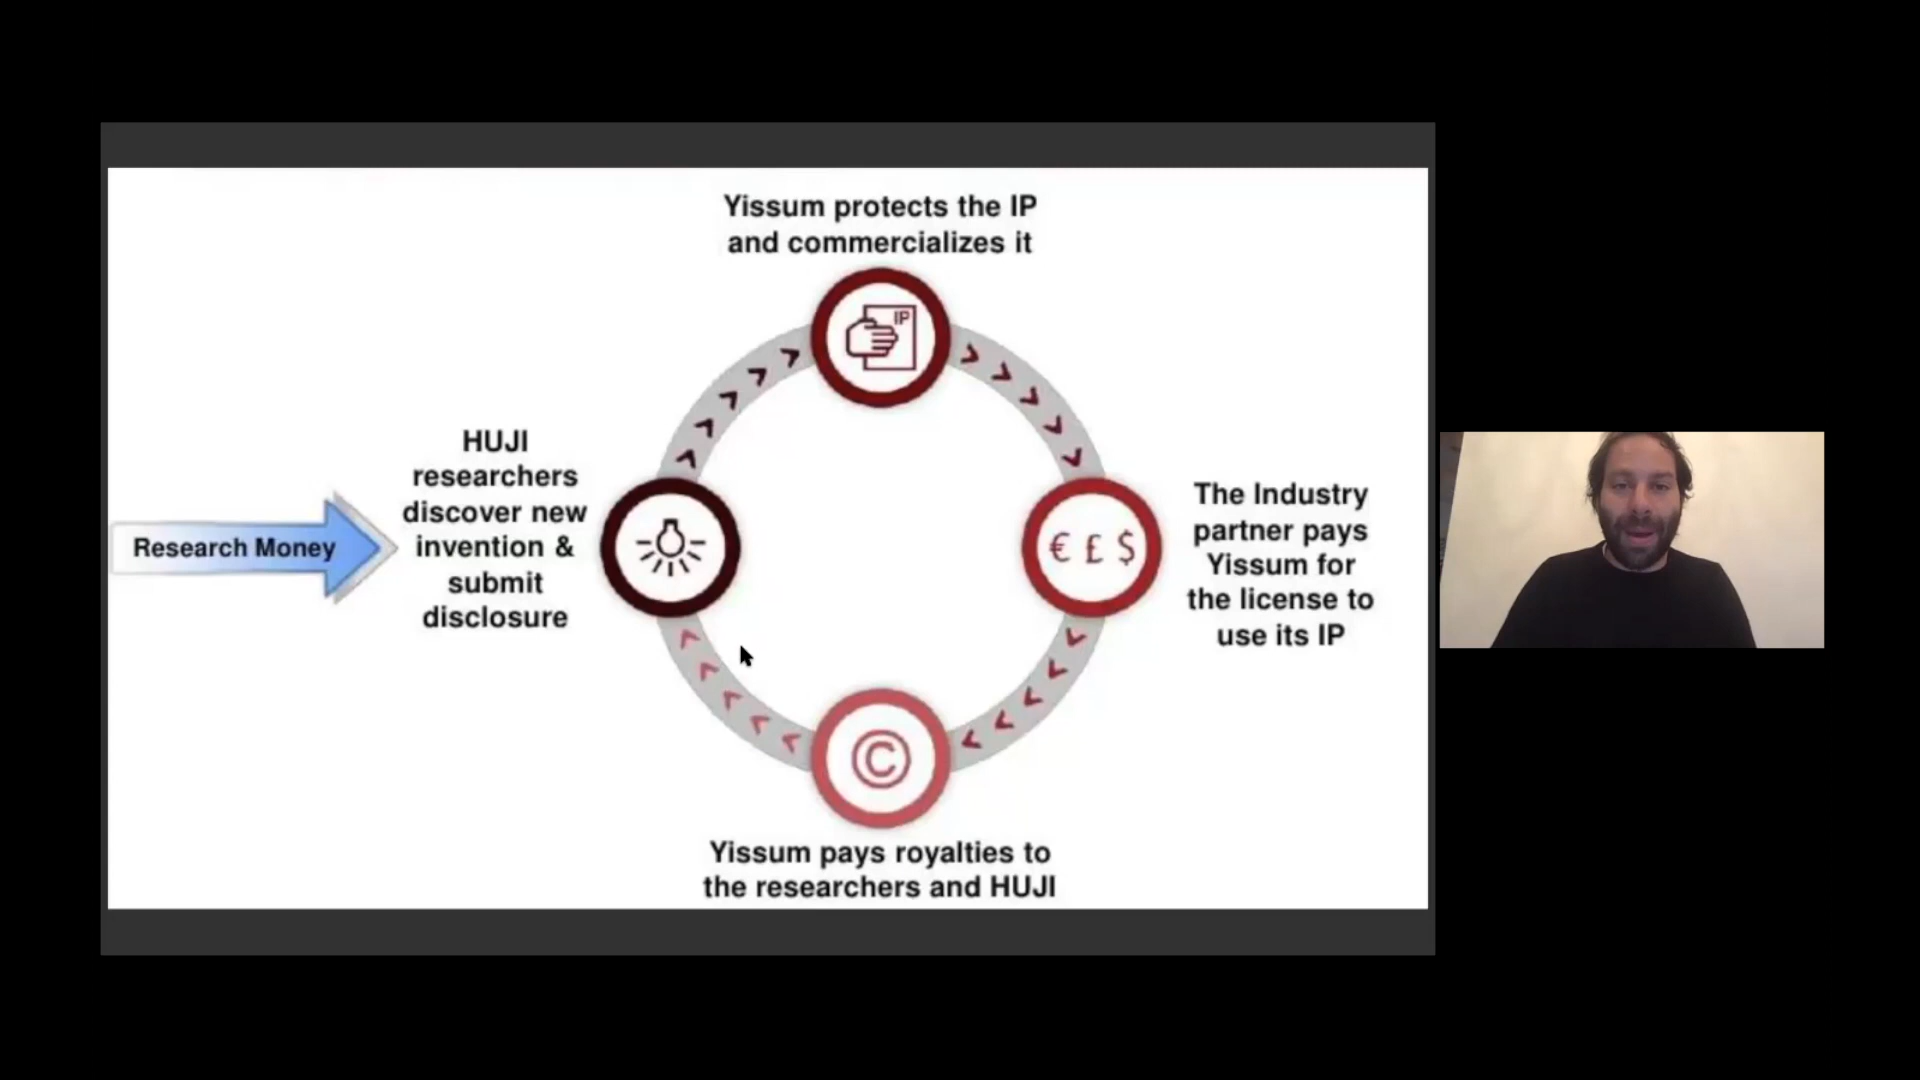 Yissum protects the IP
and commercializes it
IP
HUJI
researchers
discover new
invention &
submit
disclosure
Research Money
€ £ $
The Industry
partner pays
Yissum for
the license to
use its IP
©
Yissum pays royalties to
the researchers and HUJI